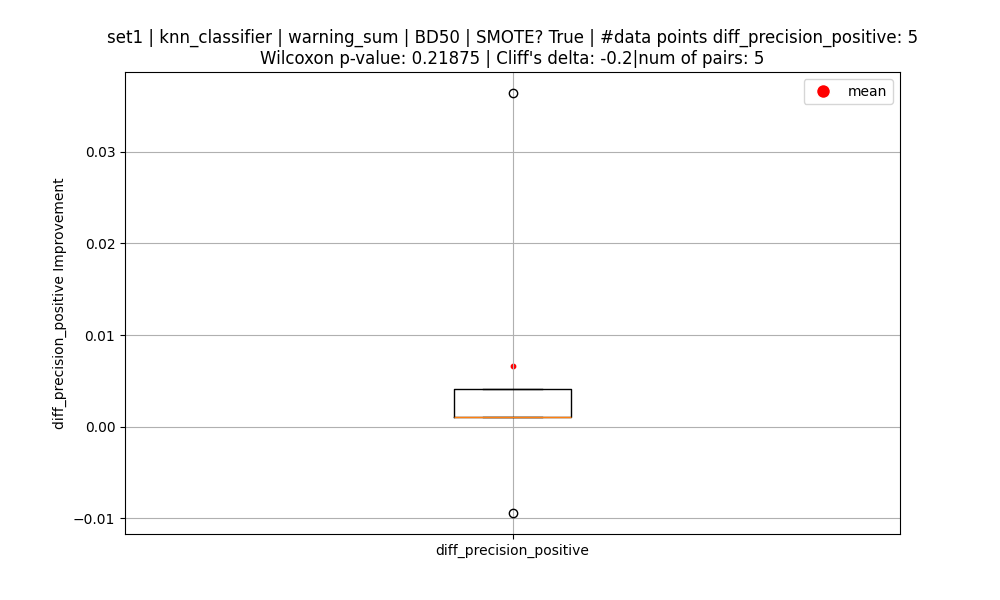 set1 | knn_classifier | warning_sum | BD50 | SMOTE? True | #data points diff_precision_positive: 5
Wilcoxon p-value: 0.21875 | Cliff's delta: -0.2|num of pairs: 5
mean
0.03
0.02
0.01
0.00
−0.01
diff_precision_positive Improvement
diff_precision_positive